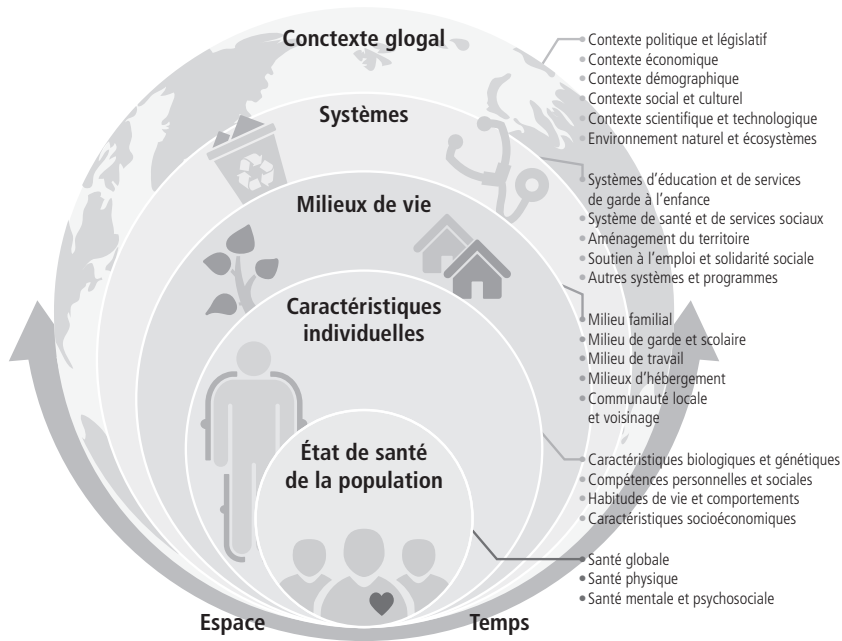 Conctexte glogal
Systèmes
Milieux de vie
Caractéristiques
individuelles
État de santé
de la population
Espace
Temps
Contexte politique et législatif
Contexte économique
Contexte démographique
Contexte social et culturel
Contexte scientifique et technologique
Environnement naturel et écosystèmes
Systèmes d'éducation et de services
de garde à l'enfance
Système de santé et de services sociaux
Aménagement du territoire
Soutien à l'emploi et solidarité sociale
Autres systèmes et programmes
Milieu familial
Milieu de garde et scolaire
Milieu de travail
Milieux d'hébergement
Communauté locale
et voisinage
Caractéristiques biologiques et génétiques
Compétences personnelles et sociales
Habitudes de vie et comportements
Caractéristiques socioéconomiques
Santé globale
Santé physique
Santé mentale et psychosociale